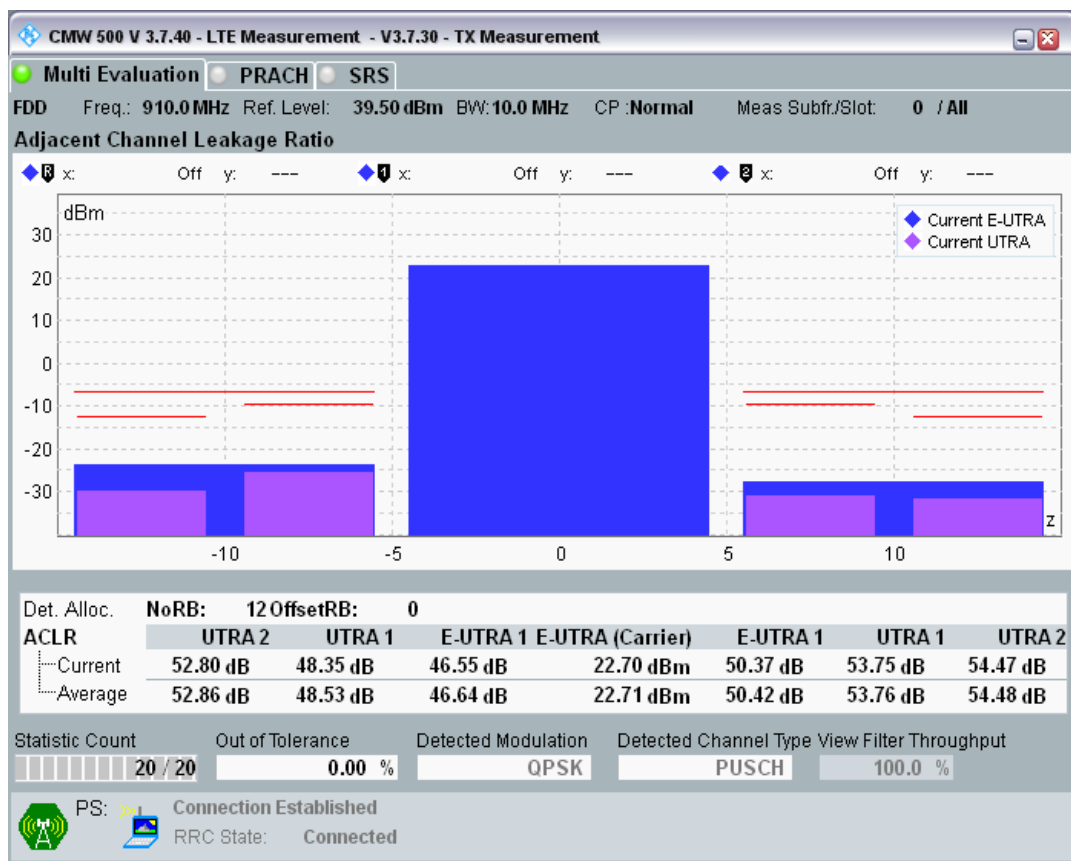 CMW 500 V 3.7.40 - LTE Measurement - V3.7.30 - TX Measurement
Multi Evaluation PRACH SRS
FDD Freq.: 910.0 MHz Ref. Level: 39.50 dBm BW: 10.0 MHz CP :Normal Meas Subfr./Slot: 0 / All
Adjacent Channel Leakage Ratio
R x: Off y: --- 1 x: Off y: --- 2 x: Off y: ---
dBm
Current E-UTRA
Current UTRA
30
20
10
0
-10
-20
-30
z
-10 -5 0 5 10
Det. Alloc. NoRB: 12 OffsetRB: 0
ACLR UTRA 2 UTRA 1 E-UTRA 1 E-UTRA (Carrier) E-UTRA 1 UTRA 1 UTRA 2
Current 52.80 dB 48.35 dB 46.55 dB 22.70 dBm 50.37 dB 53.75 dB 54.47 dB
Average 52.86 dB 48.53 dB 46.64 dB 22.71 dBm 50.42 dB 53.76 dB 54.48 dB
Statistic Count Out of Tolerance Detected Modulation Detected Channel Type View Filter Throughput
20 / 20 0.00 % QPSK PUSCH 100.0 %
PS: Connection Established
RRC State: Connected